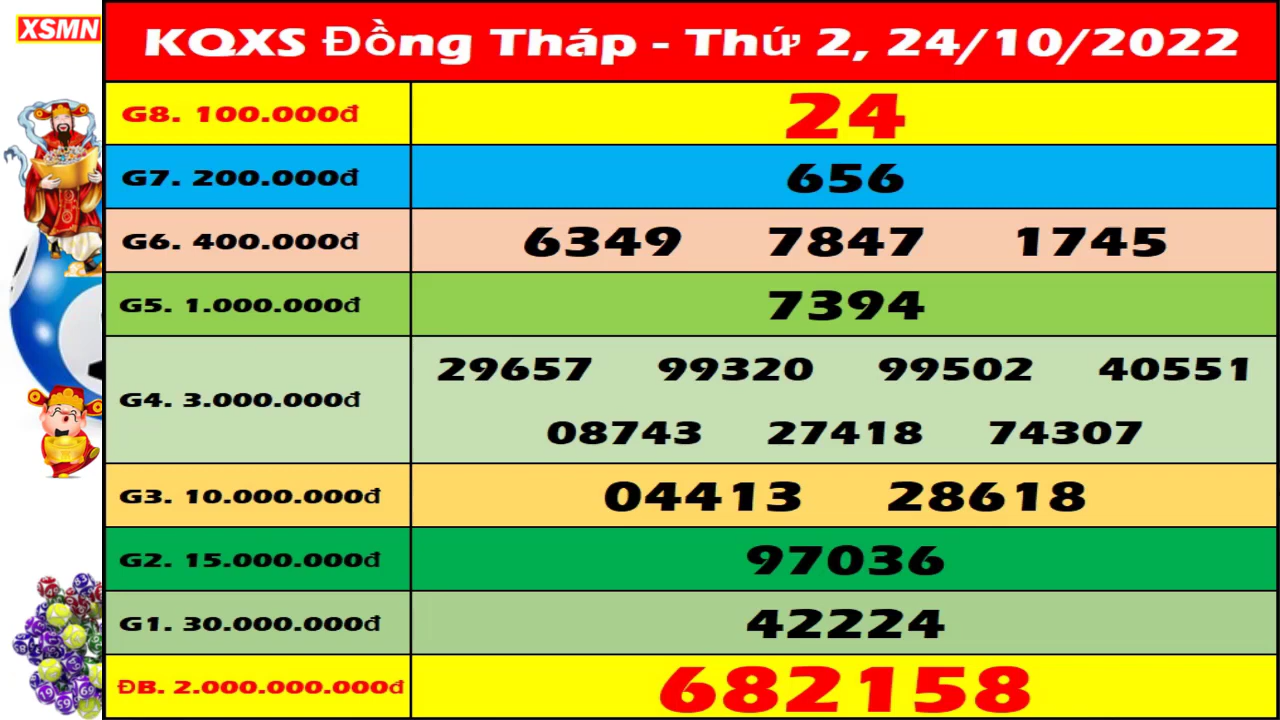 XSMN
KQXS Đồng Tháp - Thứ 2, 24/10/2022
G8. 100.000đ 24
G7. 200.000đ 656
G6. 400.000đ 6349 7847 1745
G5. 1.000.000đ 7394
G4. 3.000.000đ
29657 99320 99502 40551
08743 27418 74307
G3. 10.000.000đ 04413 28618
G2. 15.000.000đ 97036
G1. 30.000.000đ 42224
ĐB. 2.000.000.000đ 682158